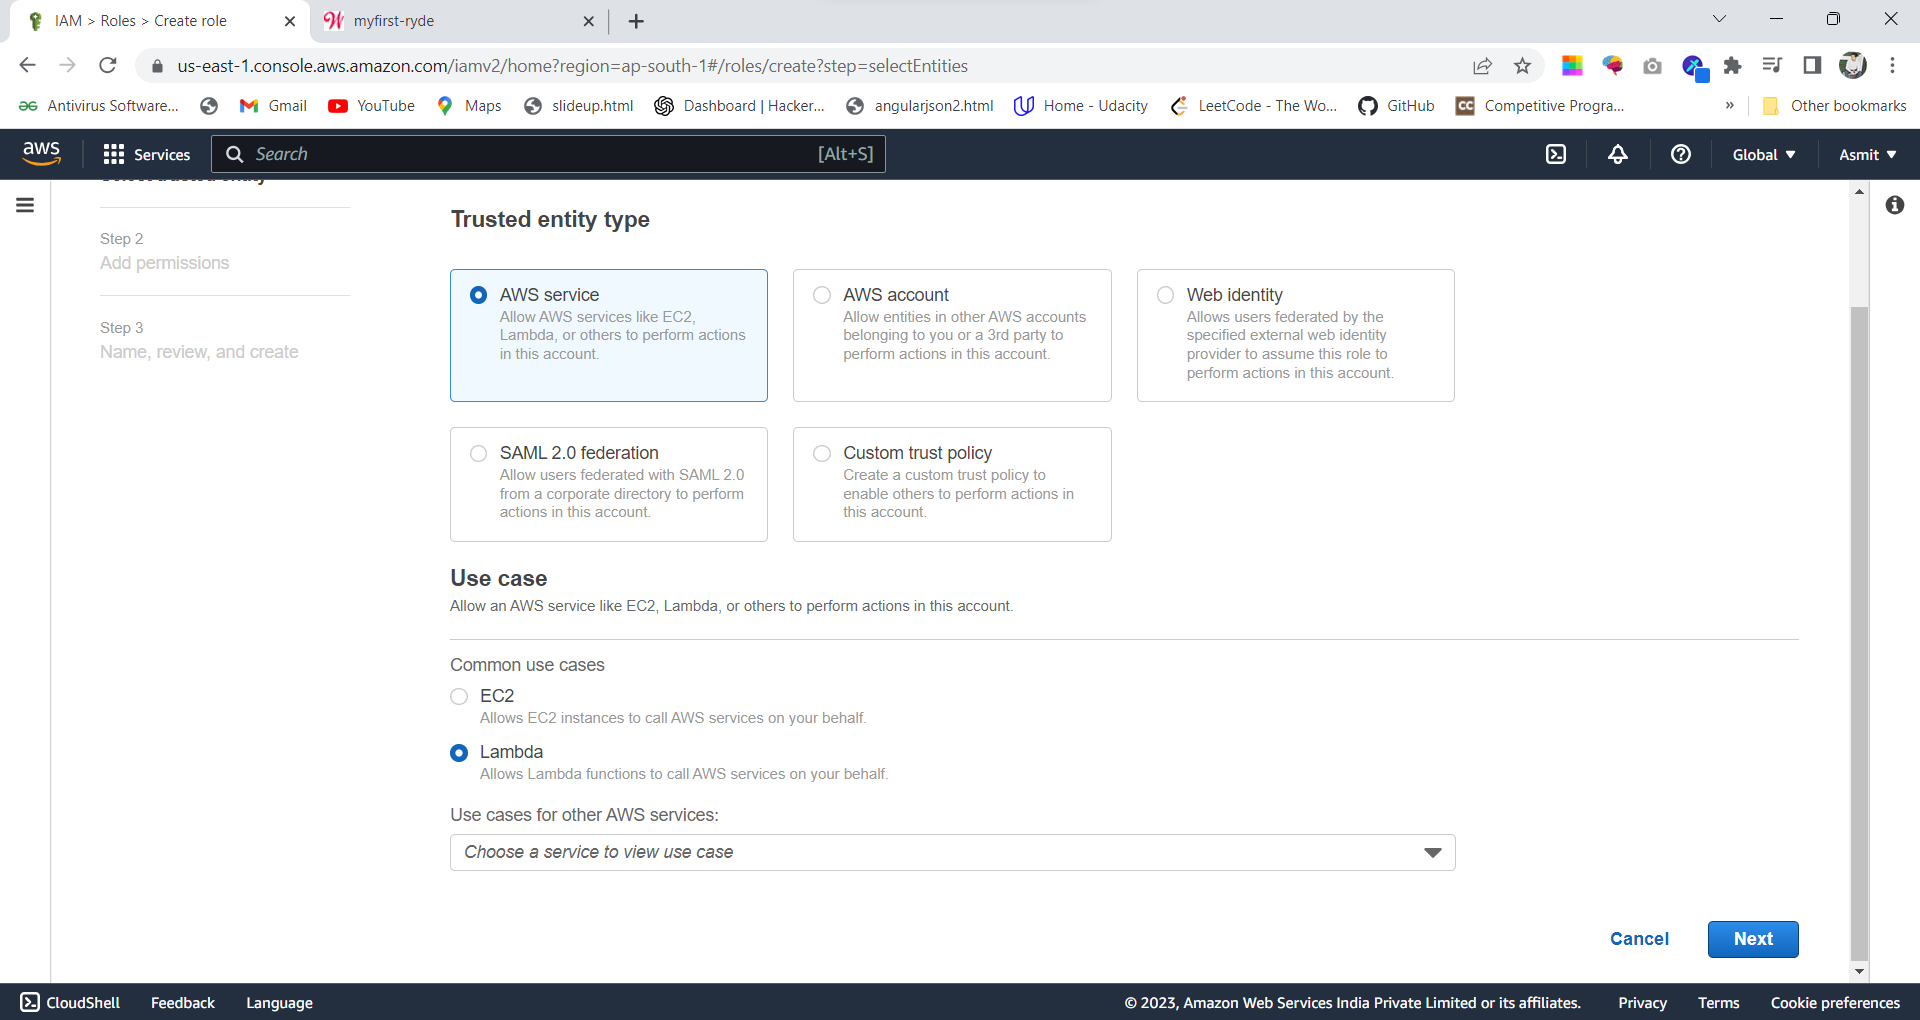 IAM > Roles > Create role
myfirst-ryde
us-east-1.console.aws.amazon.com/iamv2/home?region=ap-south-1#/roles/create?step=selectEntities
Antivirus Software...
Gmail
YouTube
Maps
slideup.html
Dashboard | Hacker...
angularjson2.html
Home - Udacity
LeetCode - The Wo...
GitHub
CC
Competitive Progra...
»
Other bookmarks
aws
Services
Search
[Alt+S]
Global
Asmit
Select trusted entity
Step 2
Add permissions
Step 3
Name, review, and create
Trusted entity type
AWS service
Allow AWS services like EC2,
Lambda, or others to perform actions
in this account.
AWS account
Allow entities in other AWS accounts
belonging to you or a 3rd party to
perform actions in this account.
Web identity
Allows users federated by the
specified external web identity
provider to assume this role to
perform actions in this account.
SAML 2.0 federation
Allow users federated with SAML 2.0
from a corporate directory to perform
actions in this account.
Custom trust policy
Create a custom trust policy to
enable others to perform actions in
this account.
Use case
Allow an AWS service like EC2, Lambda, or others to perform actions in this account.
Common use cases
EC2
Allows EC2 instances to call AWS services on your behalf.
Lambda
Allows Lambda functions to call AWS services on your behalf.
Use cases for other AWS services:
Choose a service to view use case
Cancel
Next
CloudShell
Feedback
Language
© 2023, Amazon Web Services India Private Limited or its affiliates.
Privacy
Terms
Cookie preferences